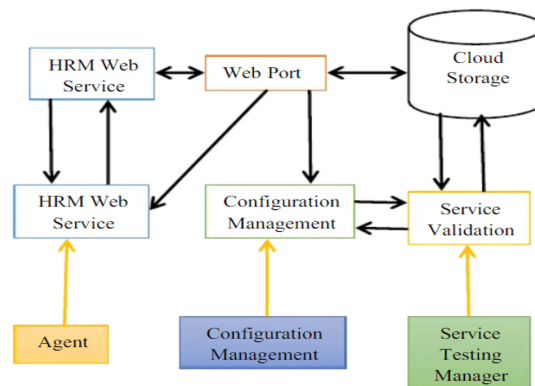 HRM Web
Service
Web Port
Cloud
Storage
HRM Web
Service
Configuration
Management
Service
Validation
Agent
Configuration
Management
Service
Testing
Manager